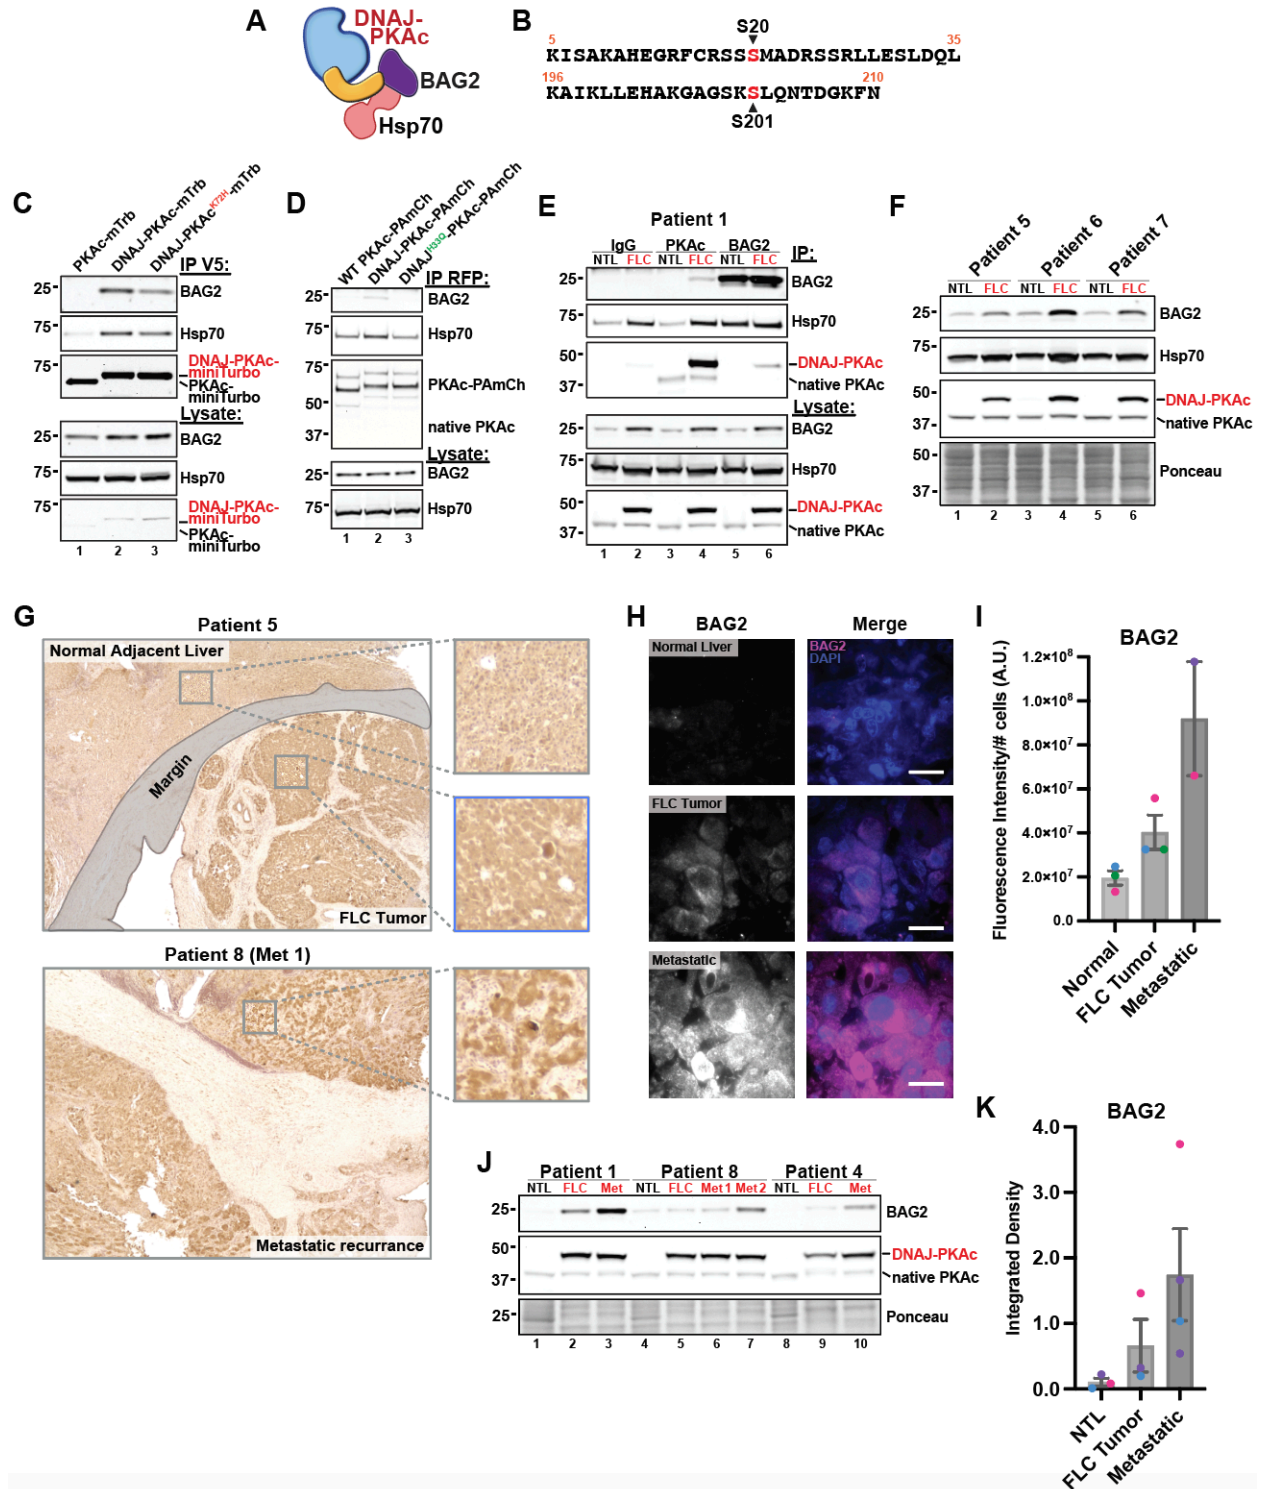 A
DNAJ-
PKAc
BAG2
Hsp70
B
S20
5 35
KISAKAHEGRFCRSSSMADRSSRLLESLDQL
196 210
KAIKLLEHAKGAGSKSLQNTDGKFN
S201
C
PKAc-mTrb
DNAJ-PKAc-mTrb
DNAJ-PKAcK72H-mTrb
IP V5:
25- BAG2
75- Hsp70
75- DNAJ-PKAc-
miniTurbo
PKAc-
miniTurbo
Lysate:
25- BAG2
75- Hsp70
75- DNAJ-PKAc-
miniTurbo
PKAc-
miniTurbo
1 2 3
D
WT PKAc-PAmCh
DNAJ-PKAc-PAmCh
DNAJH33Q-PKAc-PAmCh
IP RFP:
25- BAG2
75- Hsp70
75-
PKAc-PAmCh
50-
native PKAc
37-
Lysate:
25- BAG2
75- Hsp70
1 2 3
E
Patient 1
IgG PKAc BAG2
NTL FLC NTL FLC NTL FLC IP:
25- BAG2
75- Hsp70
50-
DNAJ-PKAc
37- native PKAc
Lysate:
25- BAG2
75- Hsp70
50- DNAJ-PKAc
37- native PKAc
1 2 3 4 5 6
F
Patient 5
Patient 6
Patient 7
NTL FLC NTL FLC NTL FLC
25- BAG2
75- Hsp70
50- DNAJ-PKAc
37- native PKAc
50-
Ponceau
37-
1 2 3 4 5 6
G
Patient 5
Normal Adjacent Liver
Margin
FLC Tumor
Patient 8 (Met 1)
Metastatic recurrance
H
BAG2 Merge
Normal Liver BAG2
DAPI
FLC Tumor
Metastatic
I
BAG2
Fluorescence Intensity/# cells (A.U.)
1.2×10⁸
1.0×10⁸
8.0×10⁷
6.0×10⁷
4.0×10⁷
2.0×10⁷
0.0
Normal
FLC Tumor
Metastatic
J
Patient 1 Patient 8 Patient 4
NTL FLC Met NTL FLC Met 1 Met 2 NTL FLC Met
25- BAG2
50- DNAJ-PKAc
37- native PKAc
25- Ponceau
1 2 3 4 5 6 7 8 9 10
K
BAG2
Integrated Density
4.0
3.0
2.0
1.0
0.0
NTL
FLC Tumor
Metastatic